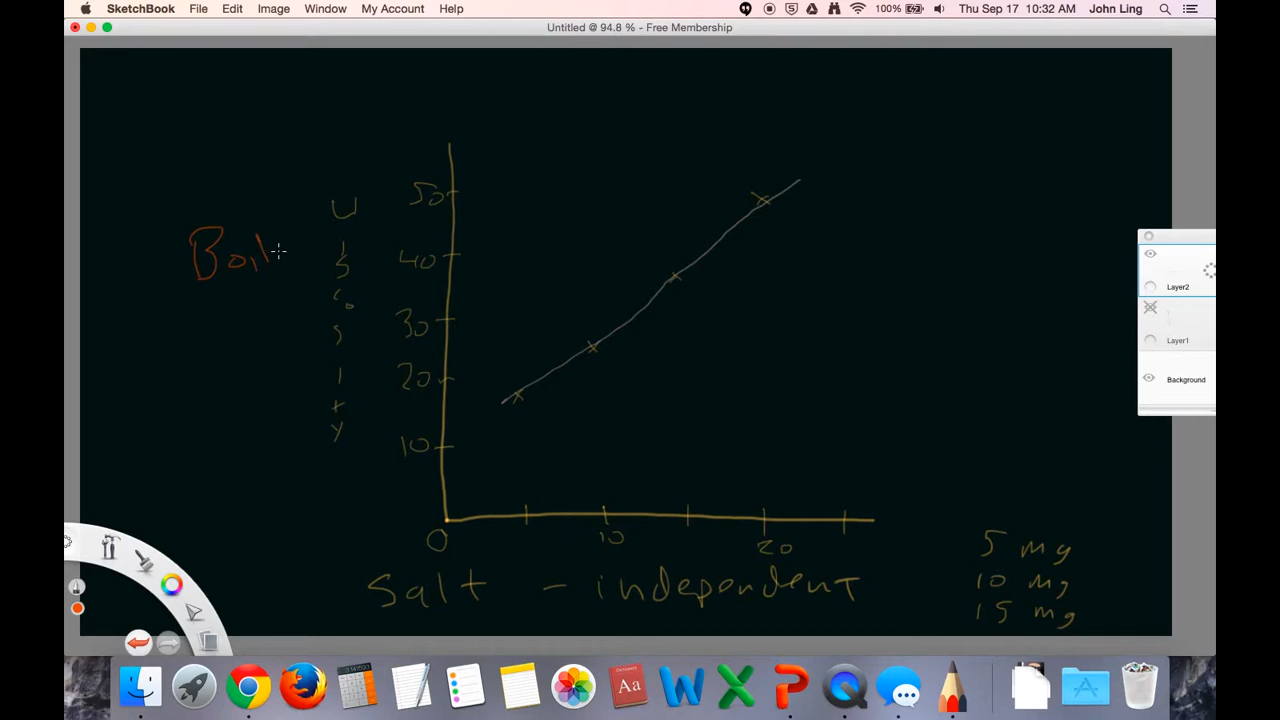 SketchBook File Edit Image Window My Account Help 100% Thu Sep 17 10:32 AM John Ling
Untitled @ 94.8 % - Free Membership
50
40
30
20
10
Viscosity
Boil
0 10 20
Salt - independent
5 mg
10 mg
15 mg
Layer2
Layer1
Background
Aa